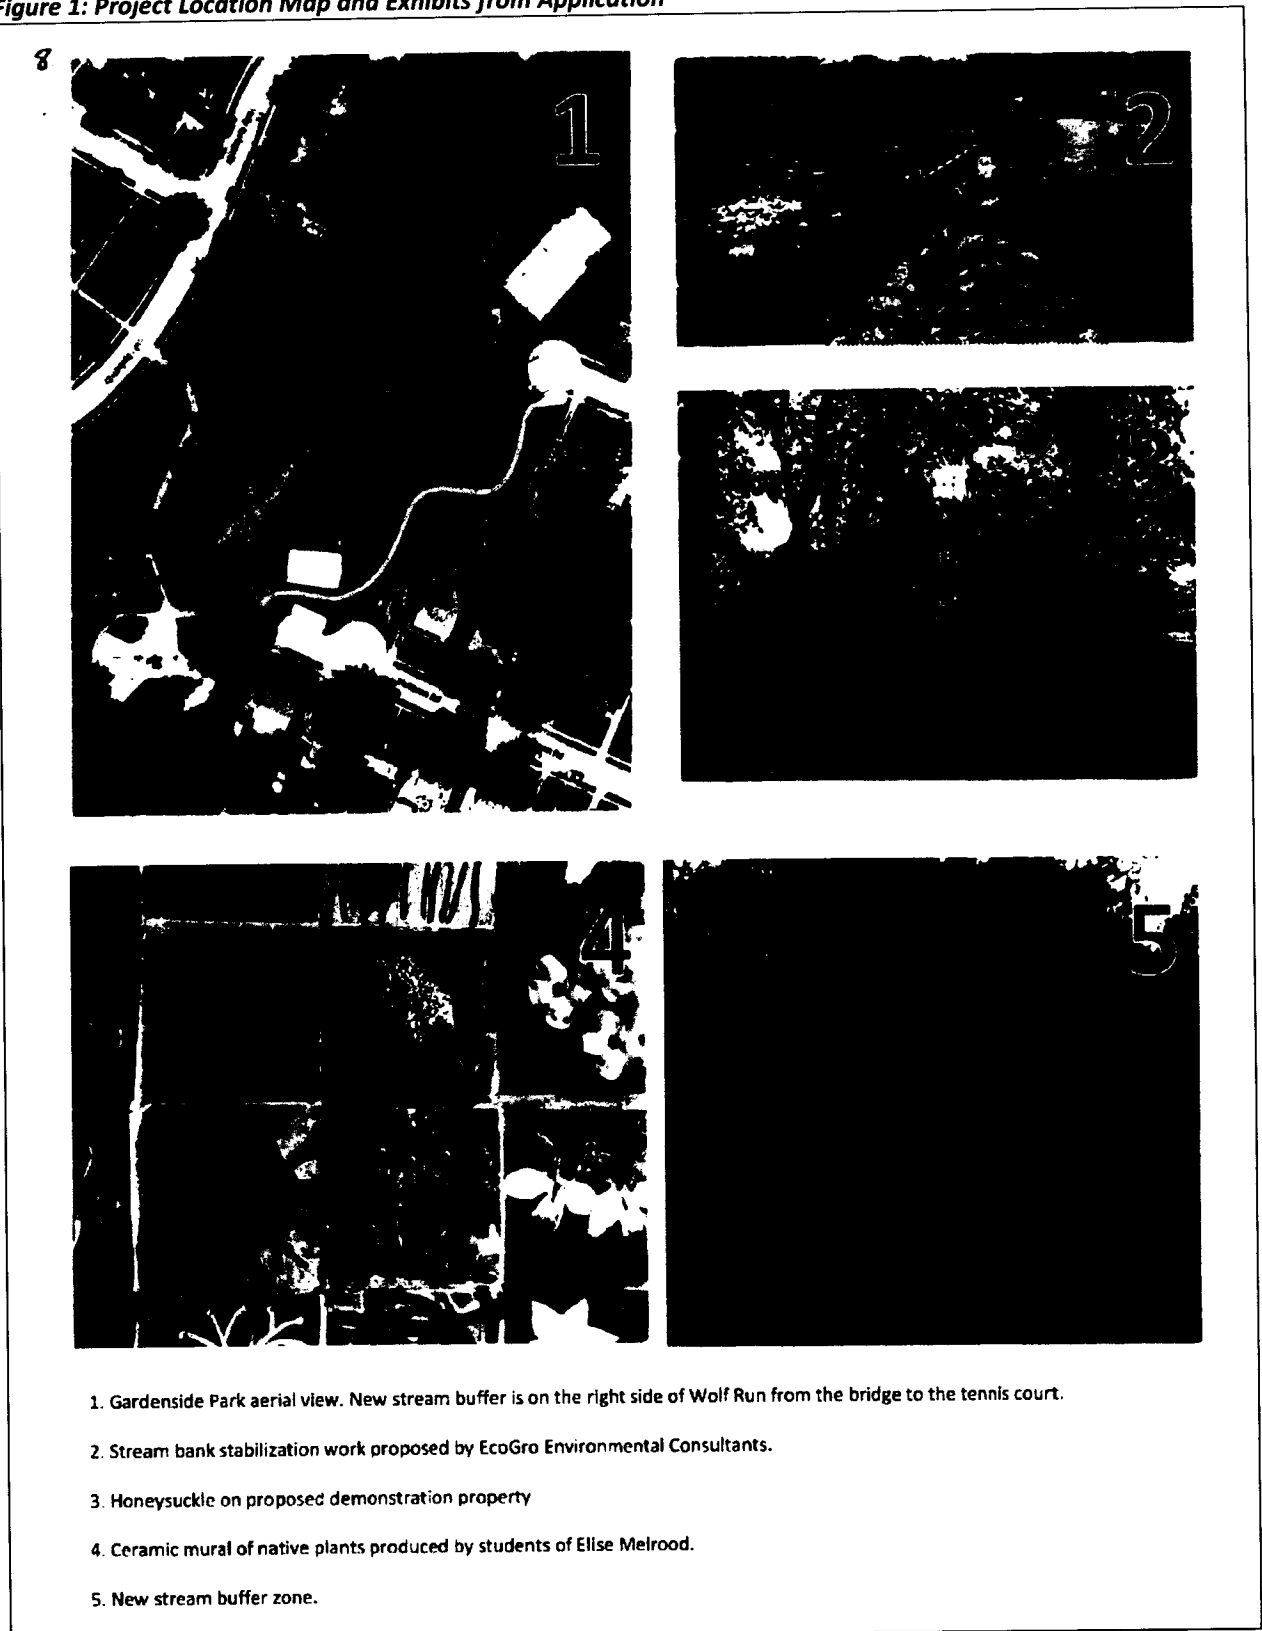 Figure 1: Project Location Map and Exhibits from Application
8
1
2
3
4
5
1. Gardenside Park aerial view. New stream buffer is on the right side of Wolf Run from the bridge to the tennis court.
2. Stream bank stabilization work proposed by EcoGro Environmental Consultants.
3. Honeysuckle on proposed demonstration property
4. Ceramic mural of native plants produced by students of Elise Melrood.
5. New stream buffer zone.